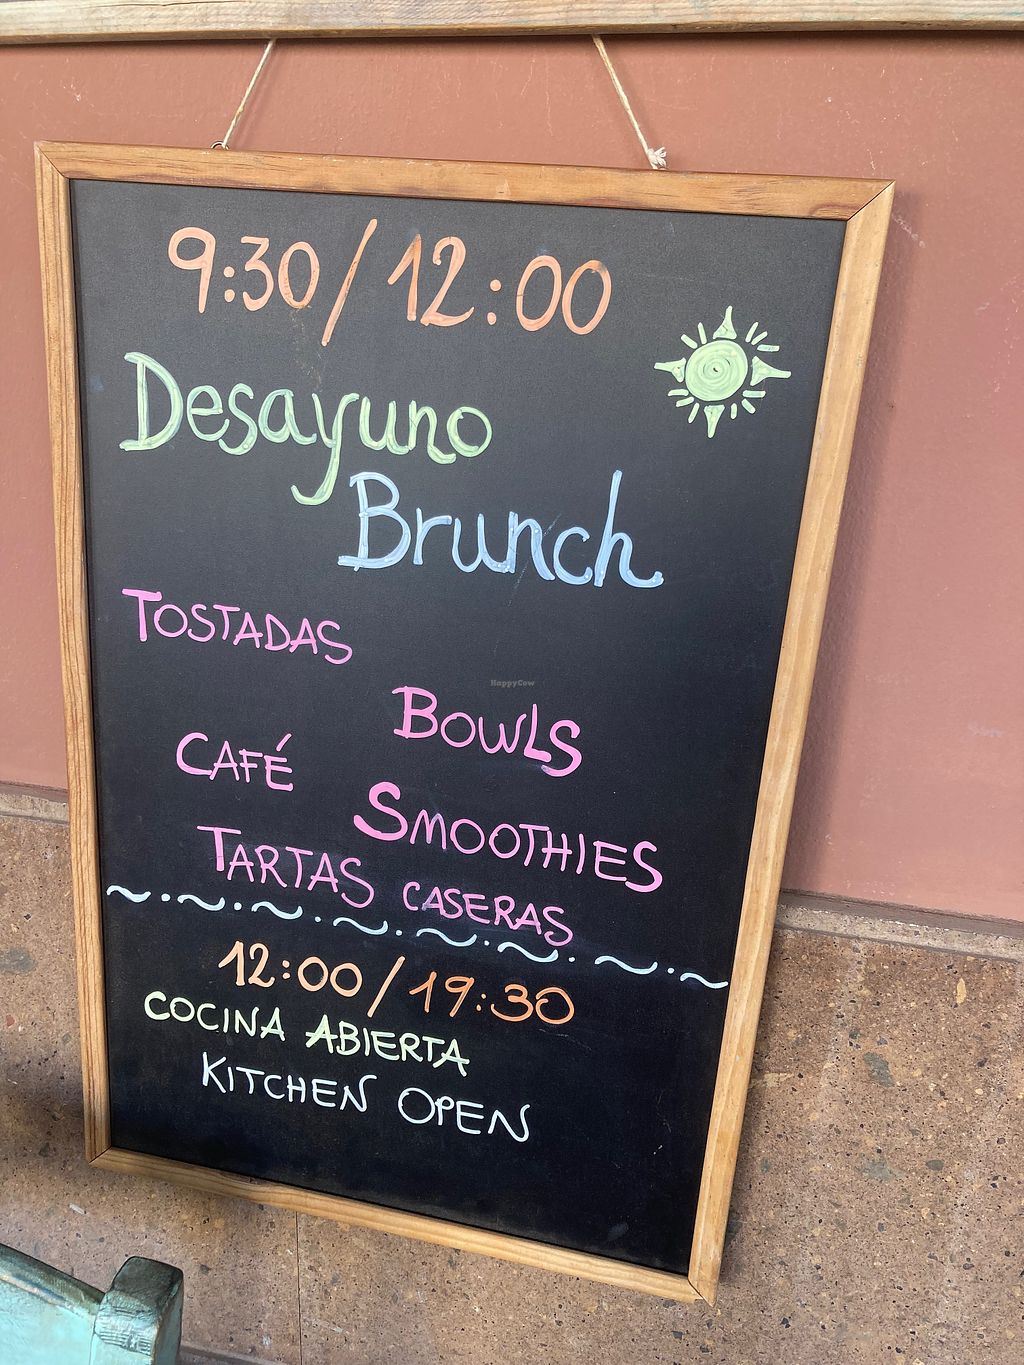 9:30/12:00
Desayuno
Brunch
TOSTADAS
BOWLS
CAFÉ
SMOOTHIES
TARTAS CASERAS
12:00/19:30
COCINA ABIERTA
KITCHEN OPEN
HappyCow